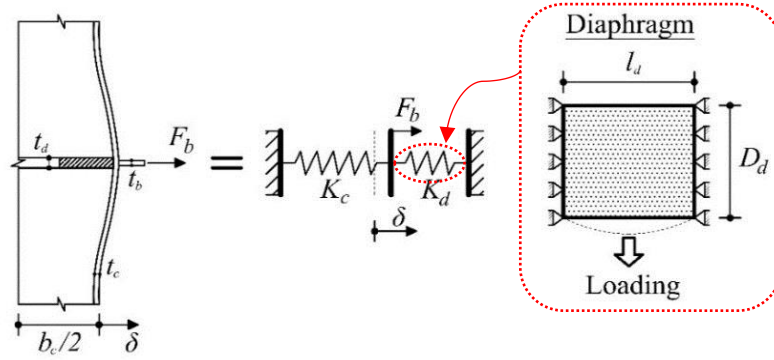 t_d
F_b
t_b
t_c
b_c/2
δ
=
F_b
K_c
K_d
δ
Diaphragm
l_d
D_d
Loading